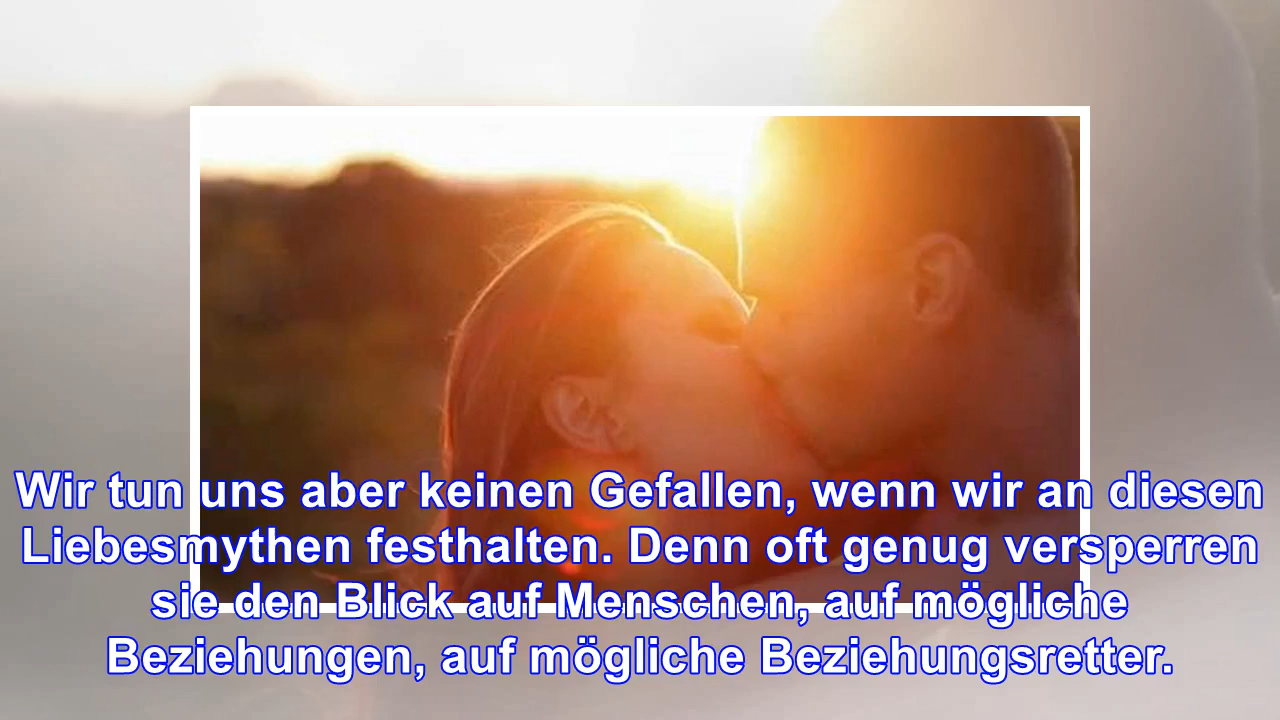 Wir tun uns aber keinen Gefallen, wenn wir an diesen
Liebesmythen festhalten. Denn oft genug versperren
sie den Blick auf Menschen, auf mögliche
Beziehungen, auf mögliche Beziehungsretter.